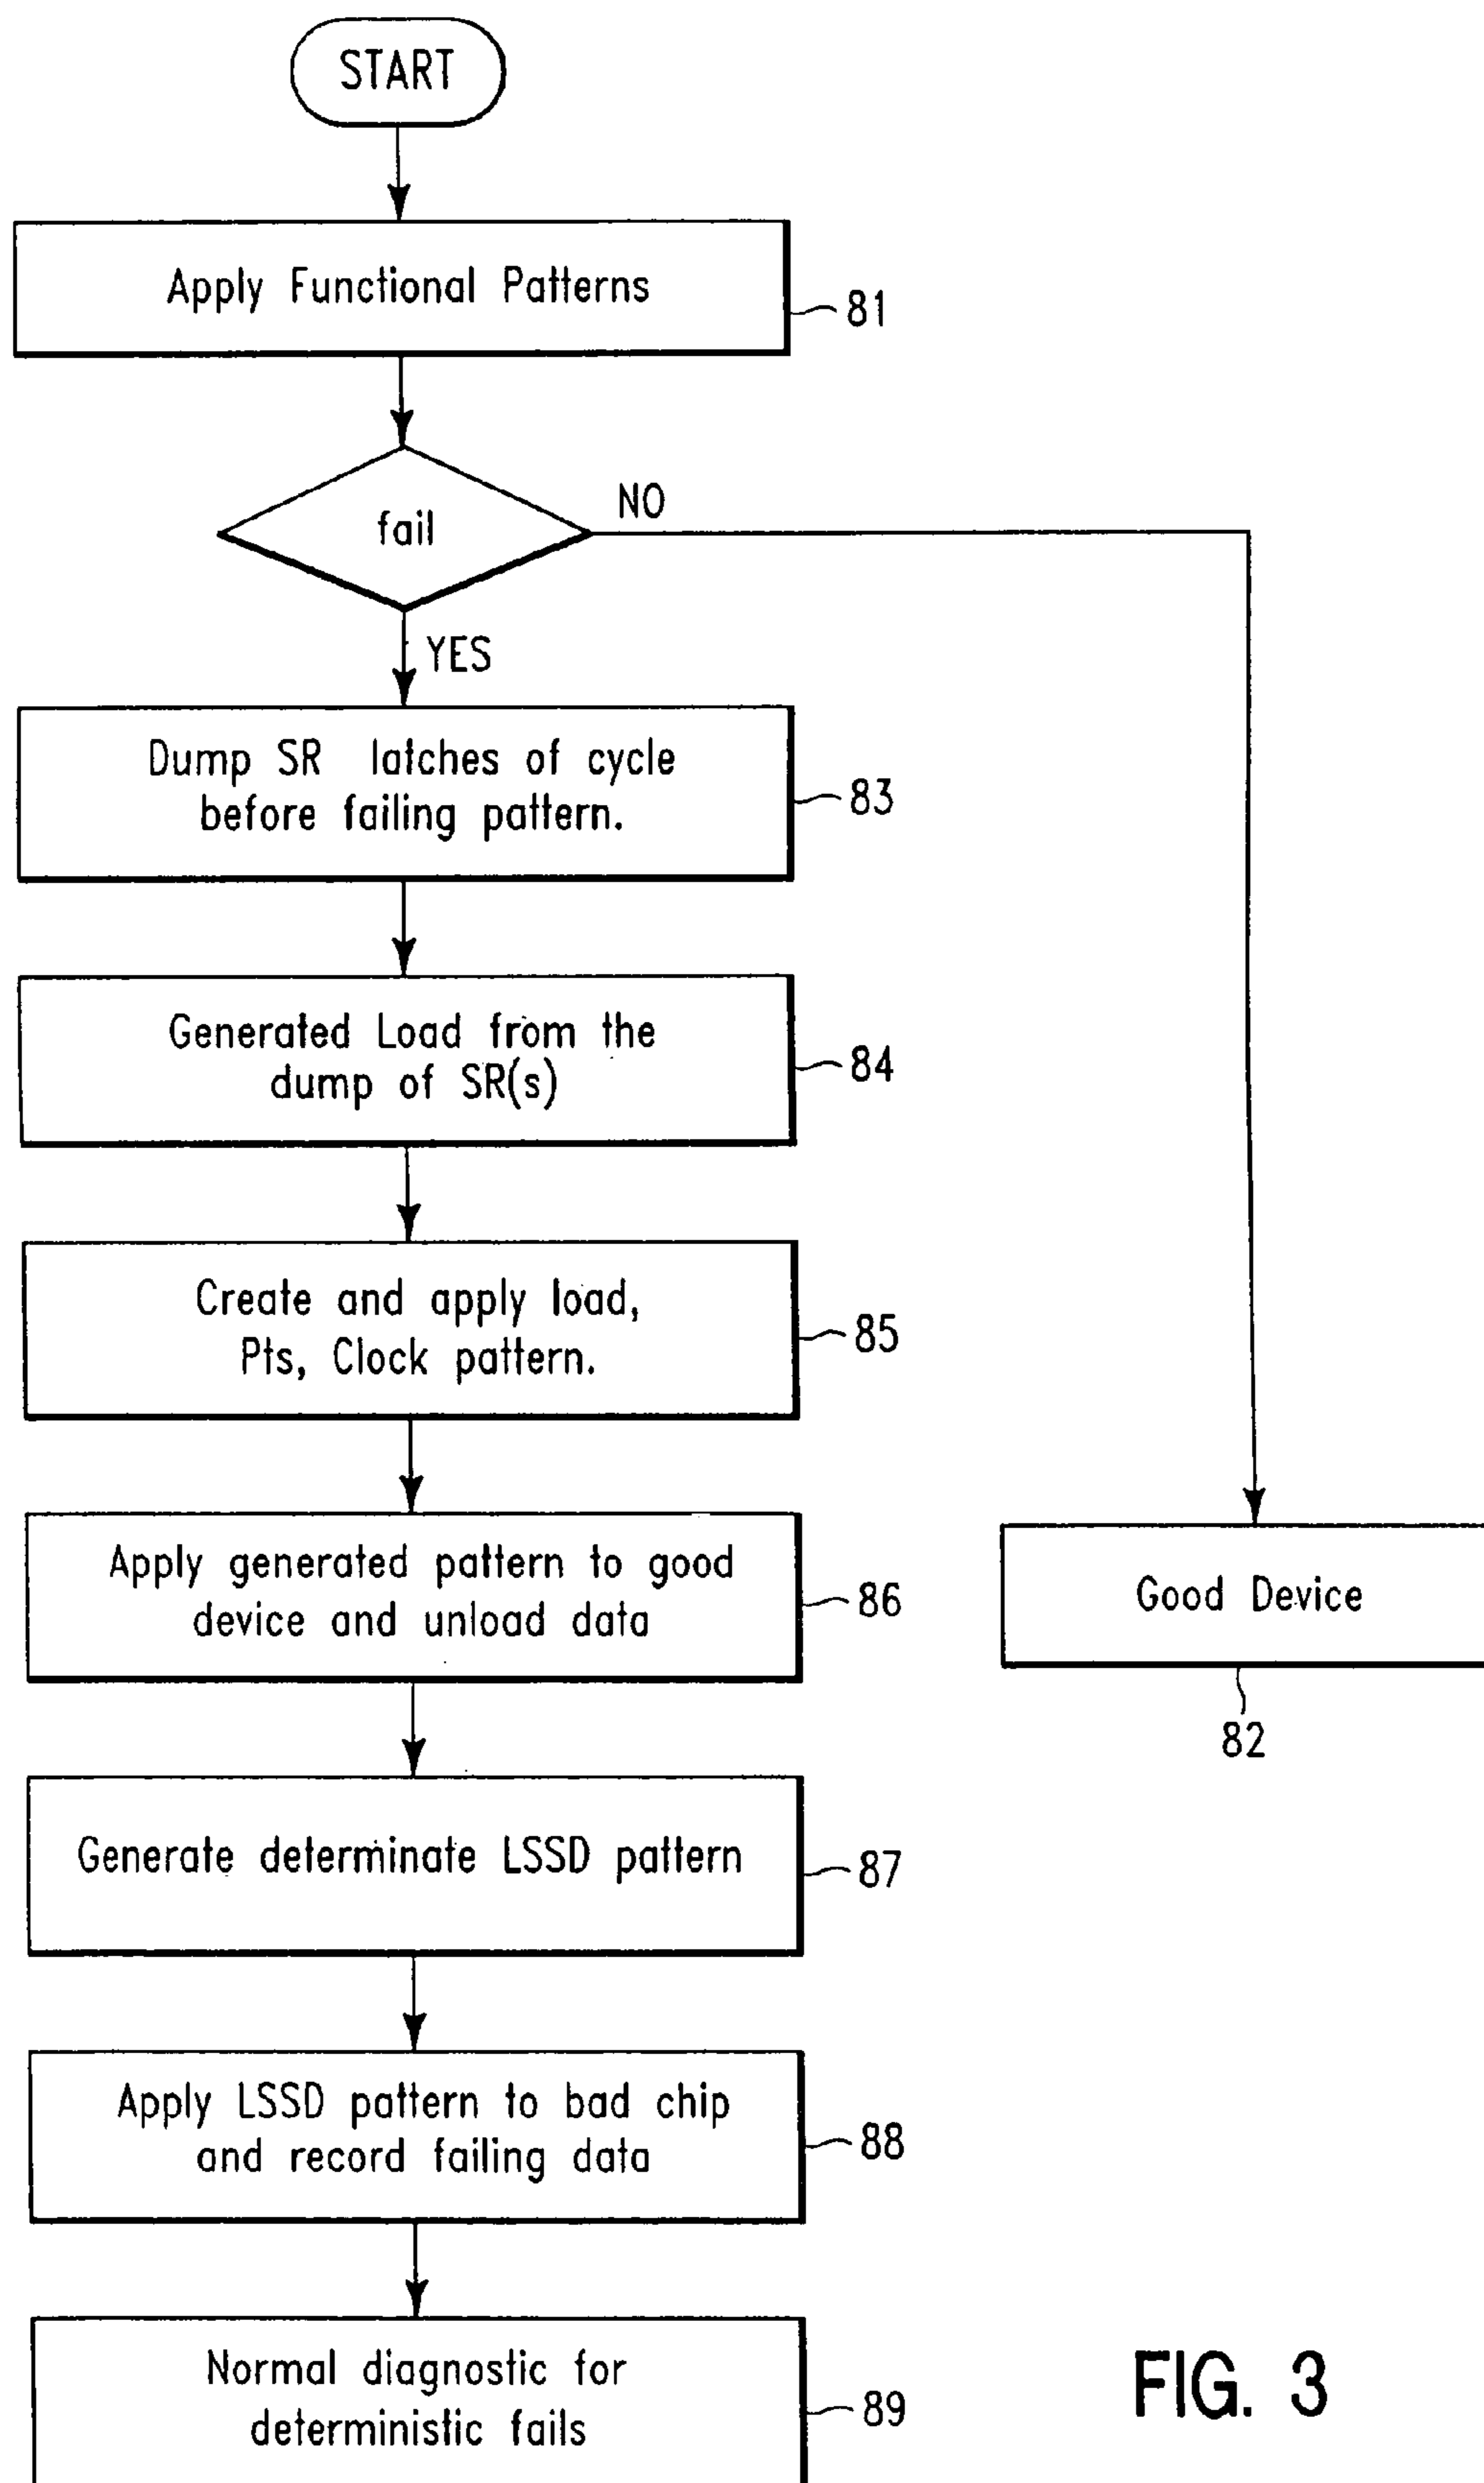 START
Apply Functional Patterns
81
fail
NO
YES
Dump SR latches of cycle
before failing pattern.
83
Generated Load from the
dump of SR(s)
84
Create and apply load,
PIs, Clock pattern.
85
Apply generated pattern to good
device and unload data
86
Good Device
82
Generate determinate LSSD pattern
87
Apply LSSD pattern to bad chip
and record failing data
88
Normal diagnostic for
deterministic fails
89
FIG. 3